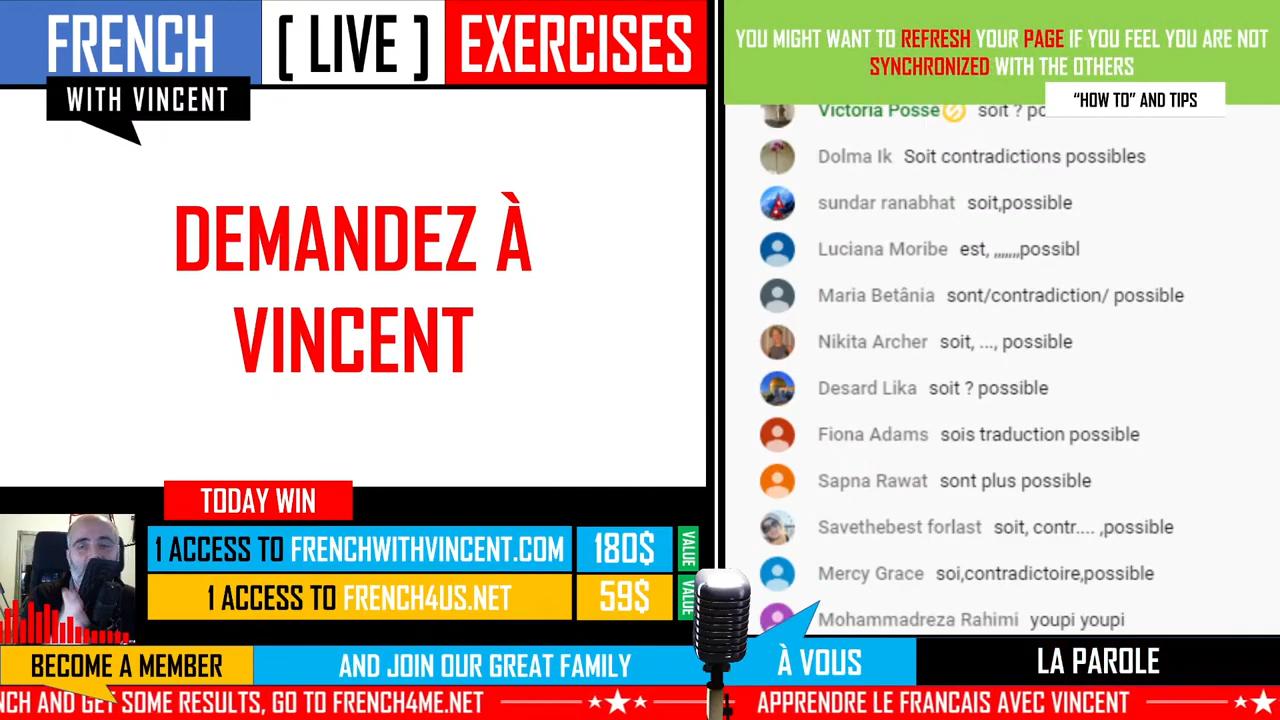 FRENCH
[ LIVE ]
EXERCISES
WITH VINCENT
YOU MIGHT WANT TO REFRESH YOUR PAGE IF YOU FEEL YOU ARE NOT
SYNCHRONIZED WITH THE OTHERS
“HOW TO” AND TIPS
DEMANDEZ À
VINCENT
Victoria Posse soit ? po
Dolma Ik Soit contradictions possibles
sundar ranabhat soit,possible
Luciana Moribe est, ,,,,,,,possibl
Maria Betânia sont/contradiction/ possible
Nikita Archer soit, ..., possible
Desard Lika soit ? possible
Fiona Adams sois traduction possible
Sapna Rawat sont plus possible
Savethebest forlast soit, contr.... ,possible
Mercy Grace soi,contradictoire,possible
Mohammadreza Rahimi youpi youpi
TODAY WIN
1 ACCESS TO FRENCHWITHVINCENT.COM 180$ VALUE
1 ACCESS TO FRENCH4US.NET 59$ VALUE
BECOME A MEMBER
AND JOIN OUR GREAT FAMILY
À VOUS
LA PAROLE
NCH AND GET SOME RESULTS, GO TO FRENCH4ME.NET
APPRENDRE LE FRANCAIS AVEC VINCENT